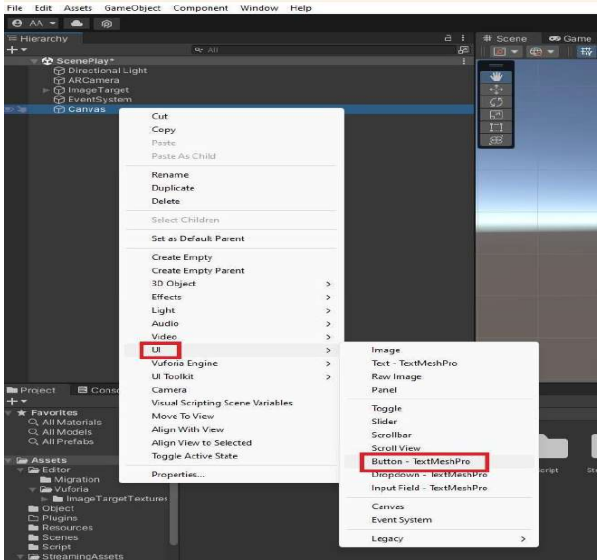 File Edit Assets GameObject Component Window Help
AA
Hierarchy
All
# Scene
Game
ScenePlay*
Directional Light
ARCamera
ImageTarget
EventSystem
Canvas
Cut
Copy
Paste
Paste As Child
Rename
Duplicate
Delete
Select Children
Set as Default Parent
Create Empty
Create Empty Parent
3D Object
Effects
Light
Audio
Video
UI
Vuforia Engine
UI Toolkit
Camera
Visual Scripting Scene Variables
Move To View
Align With View
Align View to Selected
Toggle Active State
Properties...
Image
Text - TextMeshPro
Raw Image
Panel
Toggle
Slider
Scrollbar
Scroll View
Button - TextMeshPro
Dropdown - TextMeshPro
Input Field - TextMeshPro
Canvas
Event System
Legacy
Project
Conso
Favorites
All Materials
All Models
All Prefabs
Assets
Editor
Migration
Vuforia
ImageTargetTextures
Object
Plugins
Resources
Scenes
Script
StreamingAssets
cript
Str